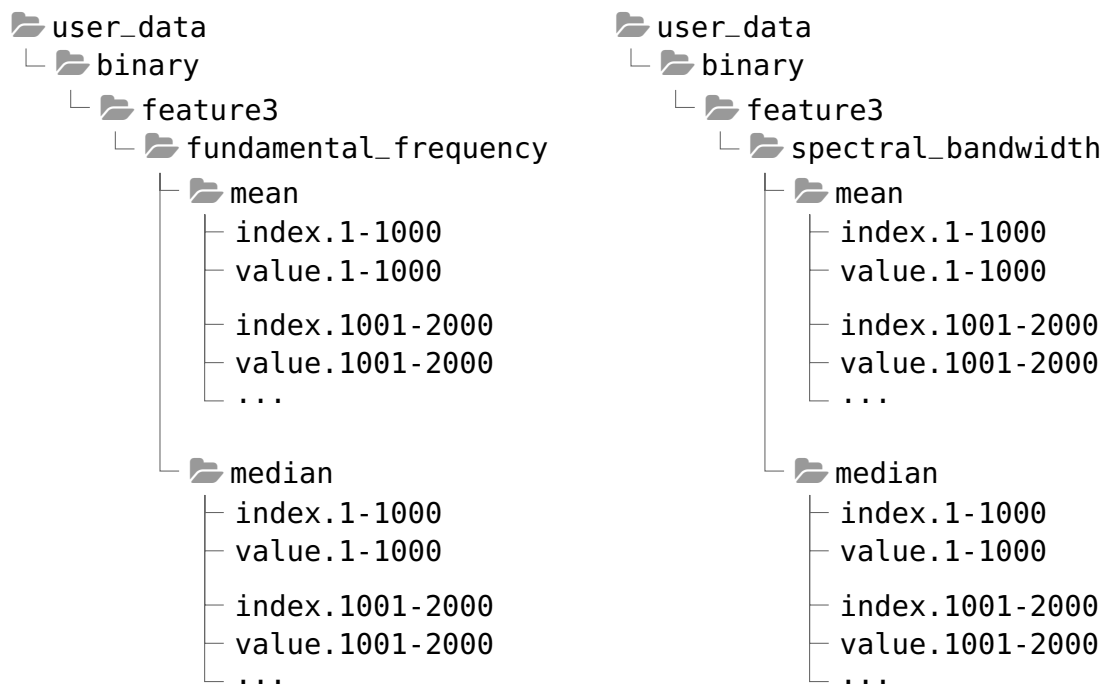 user_data
binary
feature3
fundamental_frequency
mean
index.1-1000
value.1-1000
index.1001-2000
value.1001-2000
...
median
index.1-1000
value.1-1000
index.1001-2000
value.1001-2000
...
user_data
binary
feature3
spectral_bandwidth
mean
index.1-1000
value.1-1000
index.1001-2000
value.1001-2000
...
median
index.1-1000
value.1-1000
index.1001-2000
value.1001-2000
...